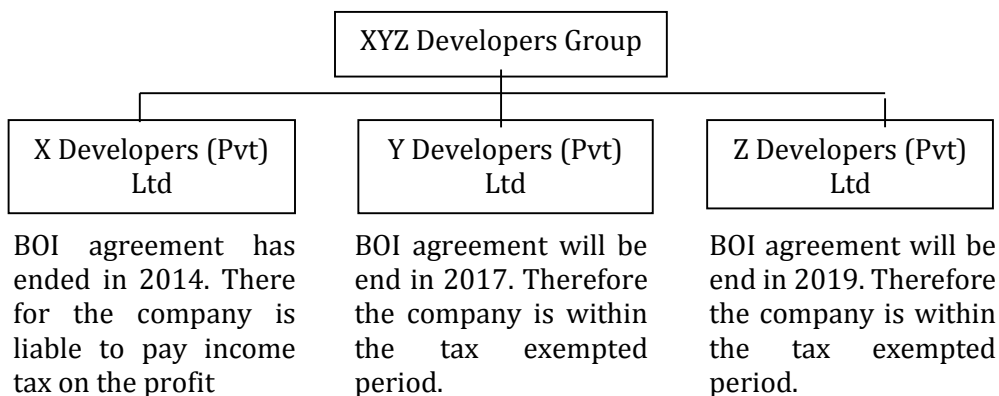 XYZ Developers Group
X Developers (Pvt)
Ltd
Y Developers (Pvt)
Ltd
Z Developers (Pvt)
Ltd
BOI agreement has
ended in 2014. There
for the company is
liable to pay income
tax on the profit
BOI agreement will be
end in 2017. Therefore
the company is within
the tax exempted
period.
BOI agreement will be
end in 2019. Therefore
the company is within
the tax exempted
period.